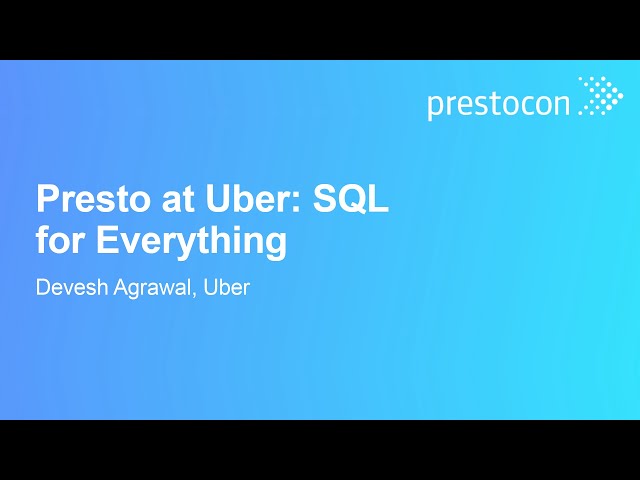 prestocon
Presto at Uber: SQL
for Everything
Devesh Agrawal, Uber